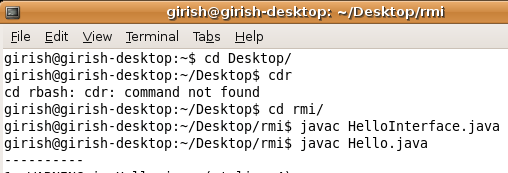 girish@girish-desktop: ~/Desktop/rmi
File Edit View Terminal Tabs Help
girish@girish-desktop:~$ cd Desktop/
girish@girish-desktop:~/Desktop$ cdr
cd rbash: cdr: command not found
girish@girish-desktop:~/Desktop$ cd rmi/
girish@girish-desktop:~/Desktop/rmi$ javac HelloInterface.java
girish@girish-desktop:~/Desktop/rmi$ javac Hello.java
----------